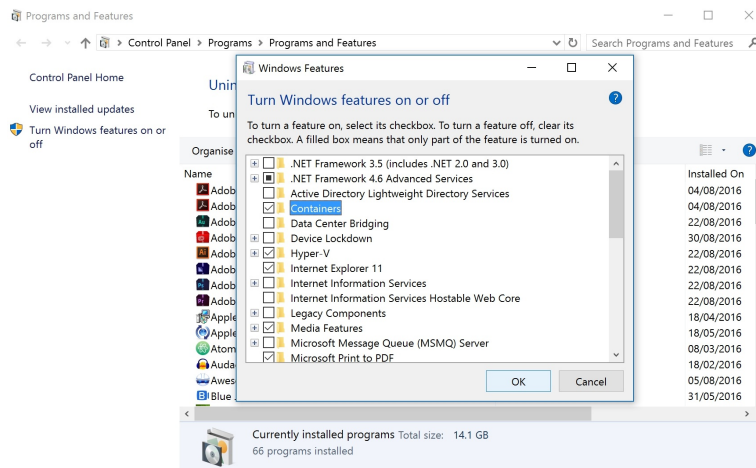 Programs and Features
Control Panel > Programs > Programs and Features
Search Programs and Features
Control Panel Home
View installed updates
Turn Windows features on or
off
Unin
To un
Organise
Name
Installed On
Adob 04/08/2016
Adob 04/08/2016
Adob 22/08/2016
Adob 30/08/2016
Adob 22/08/2016
Adob 22/08/2016
Adob 22/08/2016
Adob 22/08/2016
Apple 18/04/2016
Apple 18/05/2016
Atom 08/03/2016
Auda 18/02/2016
Aweso 05/08/2016
Blue 31/05/2016
Windows Features
Turn Windows features on or off
To turn a feature on, select its checkbox. To turn a feature off, clear its
checkbox. A filled box means that only part of the feature is turned on.
.NET Framework 3.5 (includes .NET 2.0 and 3.0)
.NET Framework 4.6 Advanced Services
Active Directory Lightweight Directory Services
Containers
Data Center Bridging
Device Lockdown
Hyper-V
Internet Explorer 11
Internet Information Services
Internet Information Services Hostable Web Core
Legacy Components
Media Features
Microsoft Message Queue (MSMQ) Server
Microsoft Print to PDF
OK
Cancel
Currently installed programs Total size: 14.1 GB
66 programs installed